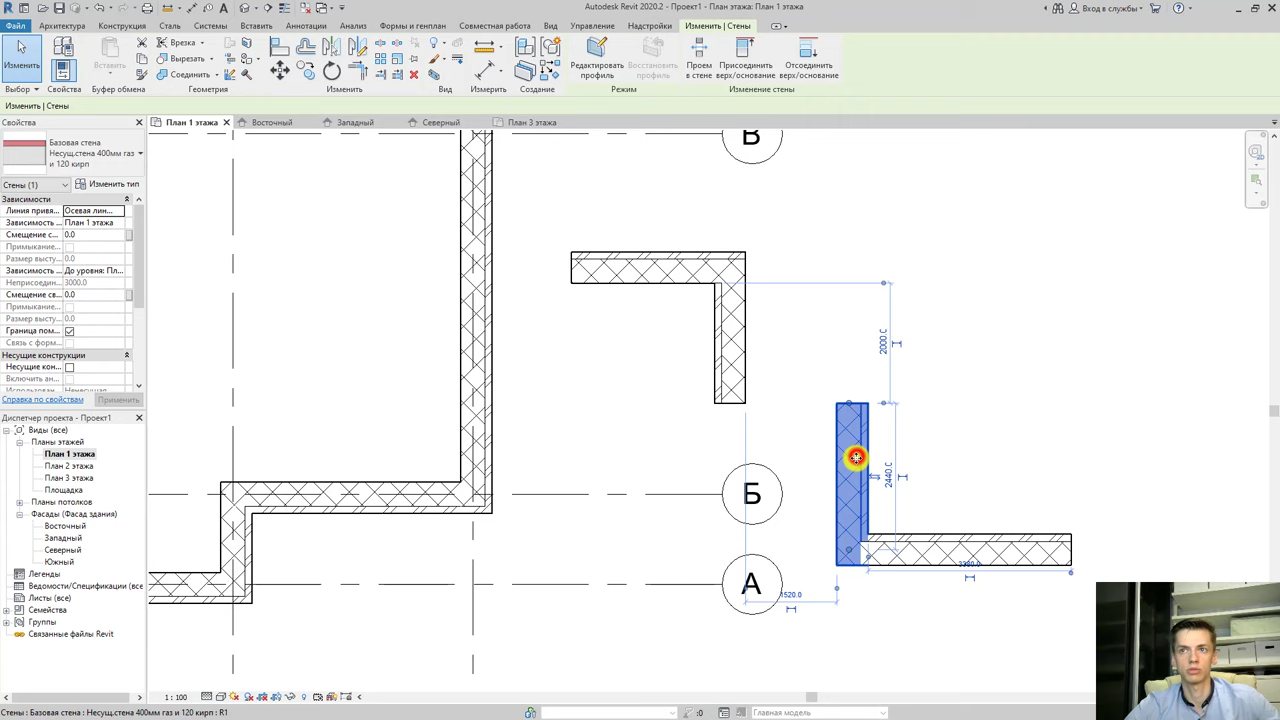 Autodesk Revit 2020.2 - План этажа: План 1 этажа
Вход в службы
Файл Архитектура Конструкция Сталь Системы Вставить Аннотации Анализ Формы и генплан Совместная работа Вид Управление Надстройки Изменить | Стены
Изменить
Вставить
Врезка
Вырезать
Соединить
Редактировать профиль
Восстановить профиль
Проем в стене
Присоединить верх/основание
Отсоединить верх/основание
Выбор Свойства Буфер обмена Геометрия Изменить Вид Измерить Создание Режим Изменение стены
Изменить | Стены
Свойства
План 1 этажа Восточный Западный Северный План 3 этажа
Базовая стена
Несущ.стена 400мм газ
и 120 кирп
Стены (1) Изменить тип
Зависимости
Линия привя... Осевая лин...
Зависимость ... План 1 этажа
Смещение с... 0.0
Примыкание...
Размер высту...
Зависимость ... До уровня: Пл...
Неприсоедин... 3000.0
Смещение св... 0.0
Примыкание...
Размер высту...
Граница пом...
Связь с форм...
Несущие конструкции
Несущие кон...
Включить ан...
Справка по свойствам Применить
Диспетчер проекта - Проект1
Виды (все)
Планы этажей
План 1 этажа
План 2 этажа
План 3 этажа
Площадка
Планы потолков
Фасады (Фасад здания)
Восточный
Западный
Северный
Южный
Легенды
Ведомости/Спецификации (все
Листы (все)
Семейства
Группы
Связанные файлы Revit
В
Б
А
2000.0
2440.0
1520.0
1 : 100
Стены : Базовая стена : Несущ.стена 400мм газ и 120 кирп : R1
:0
Главная модель